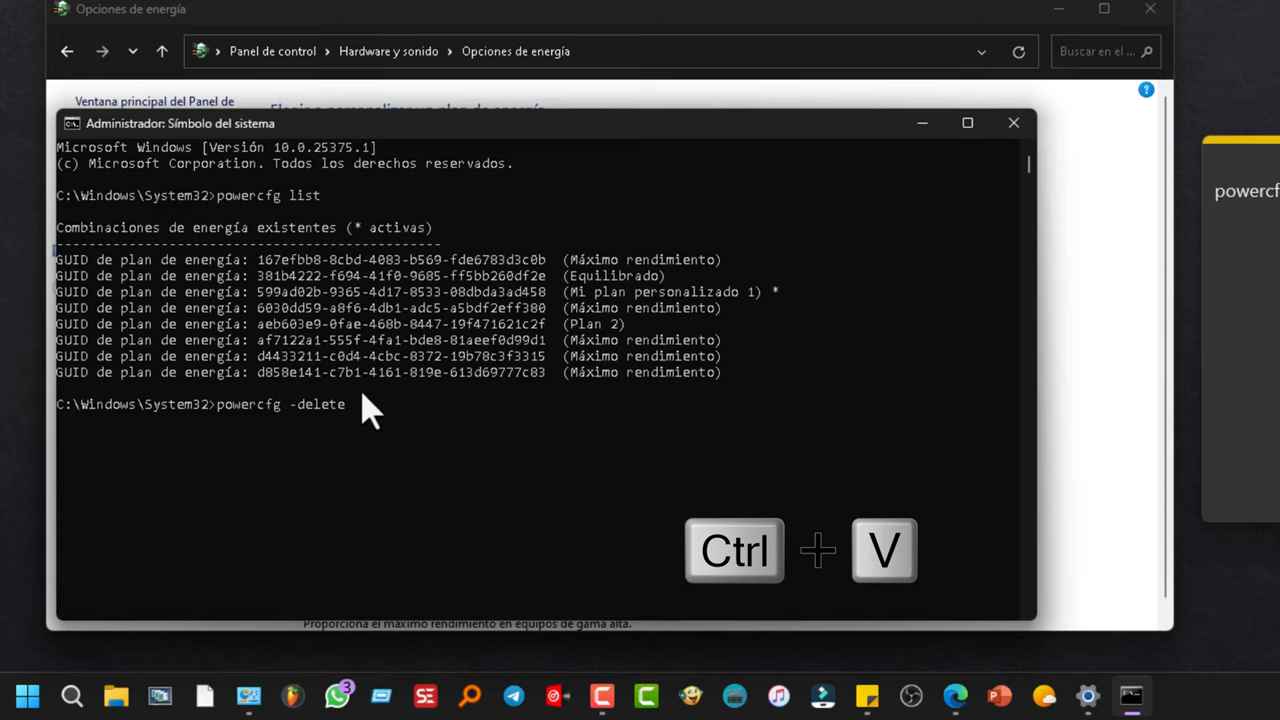 Opciones de energía
Panel de control > Hardware y sonido > Opciones de energía
Buscar en el ...
Ventana principal del Panel de
Elegir o personalizar un plan de energía
Administrador: Símbolo del sistema
Microsoft Windows [Versión 10.0.25375.1]
(c) Microsoft Corporation. Todos los derechos reservados.
C:\Windows\System32>powercfg list
Combinaciones de energía existentes (* activas)
-----------------------------------------------
GUID de plan de energía: 167efbb8-8cbd-4083-b569-fde6783d3c0b  (Máximo rendimiento)
GUID de plan de energía: 381b4222-f694-41f0-9685-ff5bb260df2e  (Equilibrado)
GUID de plan de energía: 599ad02b-9365-4d17-8533-08dbda3ad458  (Mi plan personalizado 1) *
GUID de plan de energía: 6030dd59-a8f6-4db1-adc5-a5bdf2eff380  (Máximo rendimiento)
GUID de plan de energía: aeb603e9-0fae-468b-8447-19f471621c2f  (Plan 2)
GUID de plan de energía: af7122a1-555f-4fa1-bde8-81aeef0d99d1  (Máximo rendimiento)
GUID de plan de energía: d4433211-c0d4-4cbc-8372-19b78c3f3315  (Máximo rendimiento)
GUID de plan de energía: d858e141-c7b1-4161-819e-613d69777c83  (Máximo rendimiento)
C:\Windows\System32>powercfg -delete
powercf
Ctrl + V
Proporciona el máximo rendimiento en equipos de gama alta.
3
SE